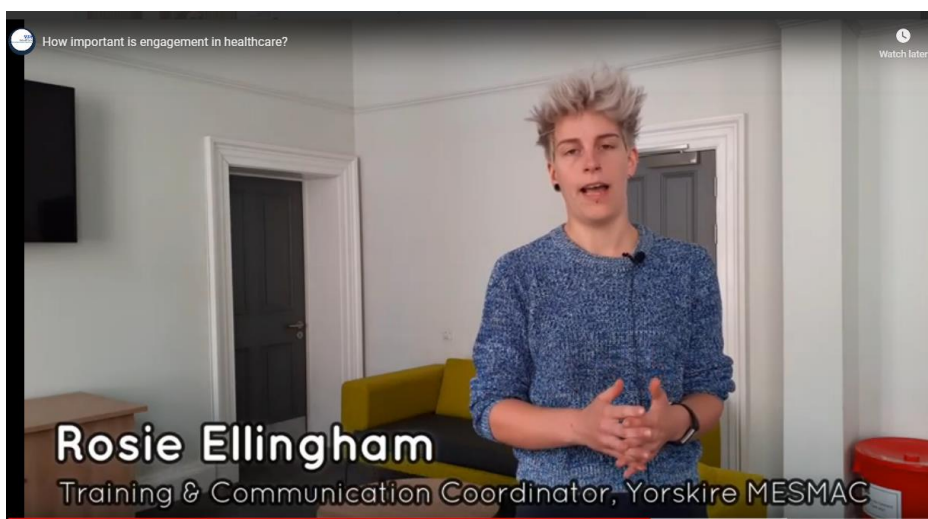 How important is engagement in healthcare?
Watch later
Rosie Ellingham
Training & Communication Coordinator, Yorskire MESMAC